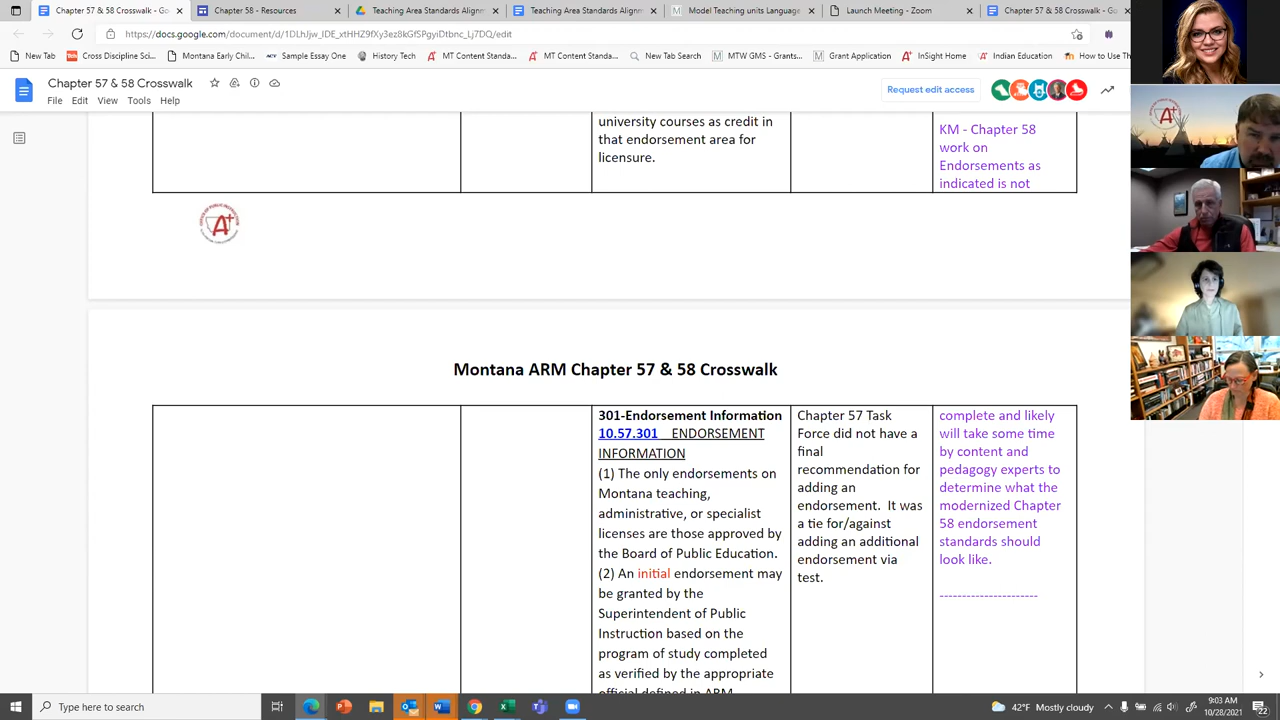 Chapter 57 & 58 Crosswalk - Go
Chapter 58 - Resources
Teaching Area Standards Alignm
Teaching Area Standards Alignm
Model Teaching units Language
Launch Meeting - Zoom
Chapter 57 & 58 Crosswalk - Go
https://docs.google.com/document/d/1DLhIjw_IDE_xtHHZ9fXy3ez8kGfSPgyiDtbnc_Lj7DQ/edit
New Tab
Cross Discipline Sci...
Montana Early Chil...
Sample Essay One
History Tech
MT Content Standa...
MT Content Standa...
New Tab Search
MTW GMS - Grants...
Grant Application
InSight Home
Indian Education
How to Use Th
Chapter 57 & 58 Crosswalk
File Edit View Tools Help
Request edit access
university courses as credit in
that endorsement area for
licensure.
KM - Chapter 58
work on
Endorsements as
indicated is not
A+
Montana ARM Chapter 57 & 58 Crosswalk
301-Endorsement Information
10.57.301 ENDORSEMENT
INFORMATION
(1) The only endorsements on
Montana teaching,
administrative, or specialist
licenses are those approved by
the Board of Public Education.
(2) An initial endorsement may
be granted by the
Superintendent of Public
Instruction based on the
program of study completed
as verified by the appropriate
official defined in ARM
Chapter 57 Task
Force did not have a
final
recommendation for
adding an
endorsement. It was
a tie for/against
adding an additional
endorsement via
test.
complete and likely
will take some time
by content and
pedagogy experts to
determine what the
modernized Chapter
58 endorsement
standards should
look like.
----------------------
Type here to search
42°F Mostly cloudy
9:03 AM
10/28/2021
22